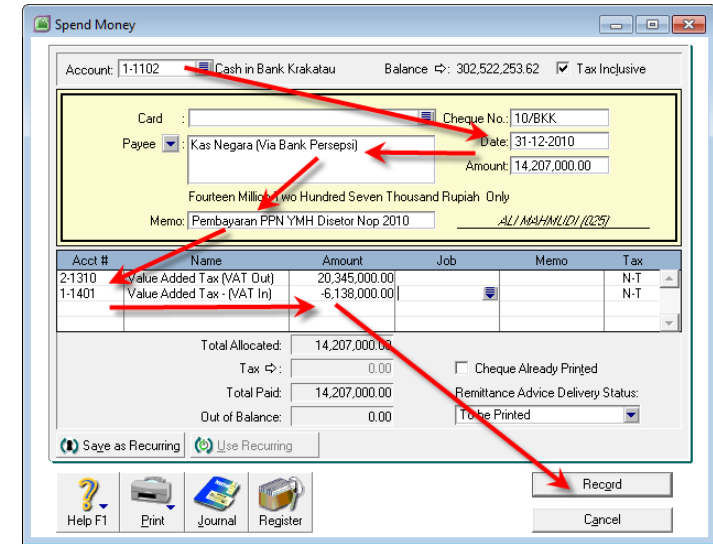 Spend Money
Account: 1-1102 Cash in Bank Krakatau Balance ⇨: 302,522,253.62 Tax Inclusive
Card : Cheque No.: 10/BKK
Payee : Kas Negara (Via Bank Persepsi) Date: 31-12-2010
Amount: 14,207,000.00
Fourteen Million Two Hundred Seven Thousand Rupiah Only
Memo: Pembayaran PPN YMH Disetor Nop 2010 ALI MAHMUDI (025)
Acct # Name Amount Job Memo Tax
2-1310 Value Added Tax (VAT Out) 20,345,000.00 N-T
1-1401 Value Added Tax - (VAT In) -6,138,000.00 N-T
Total Allocated: 14,207,000.00
Tax ⇨: 0.00 Cheque Already Printed
Total Paid: 14,207,000.00 Remittance Advice Delivery Status:
Out of Balance: 0.00 To be Printed
Save as Recurring Use Recurring
Record
Help F1 Print Journal Register Cancel